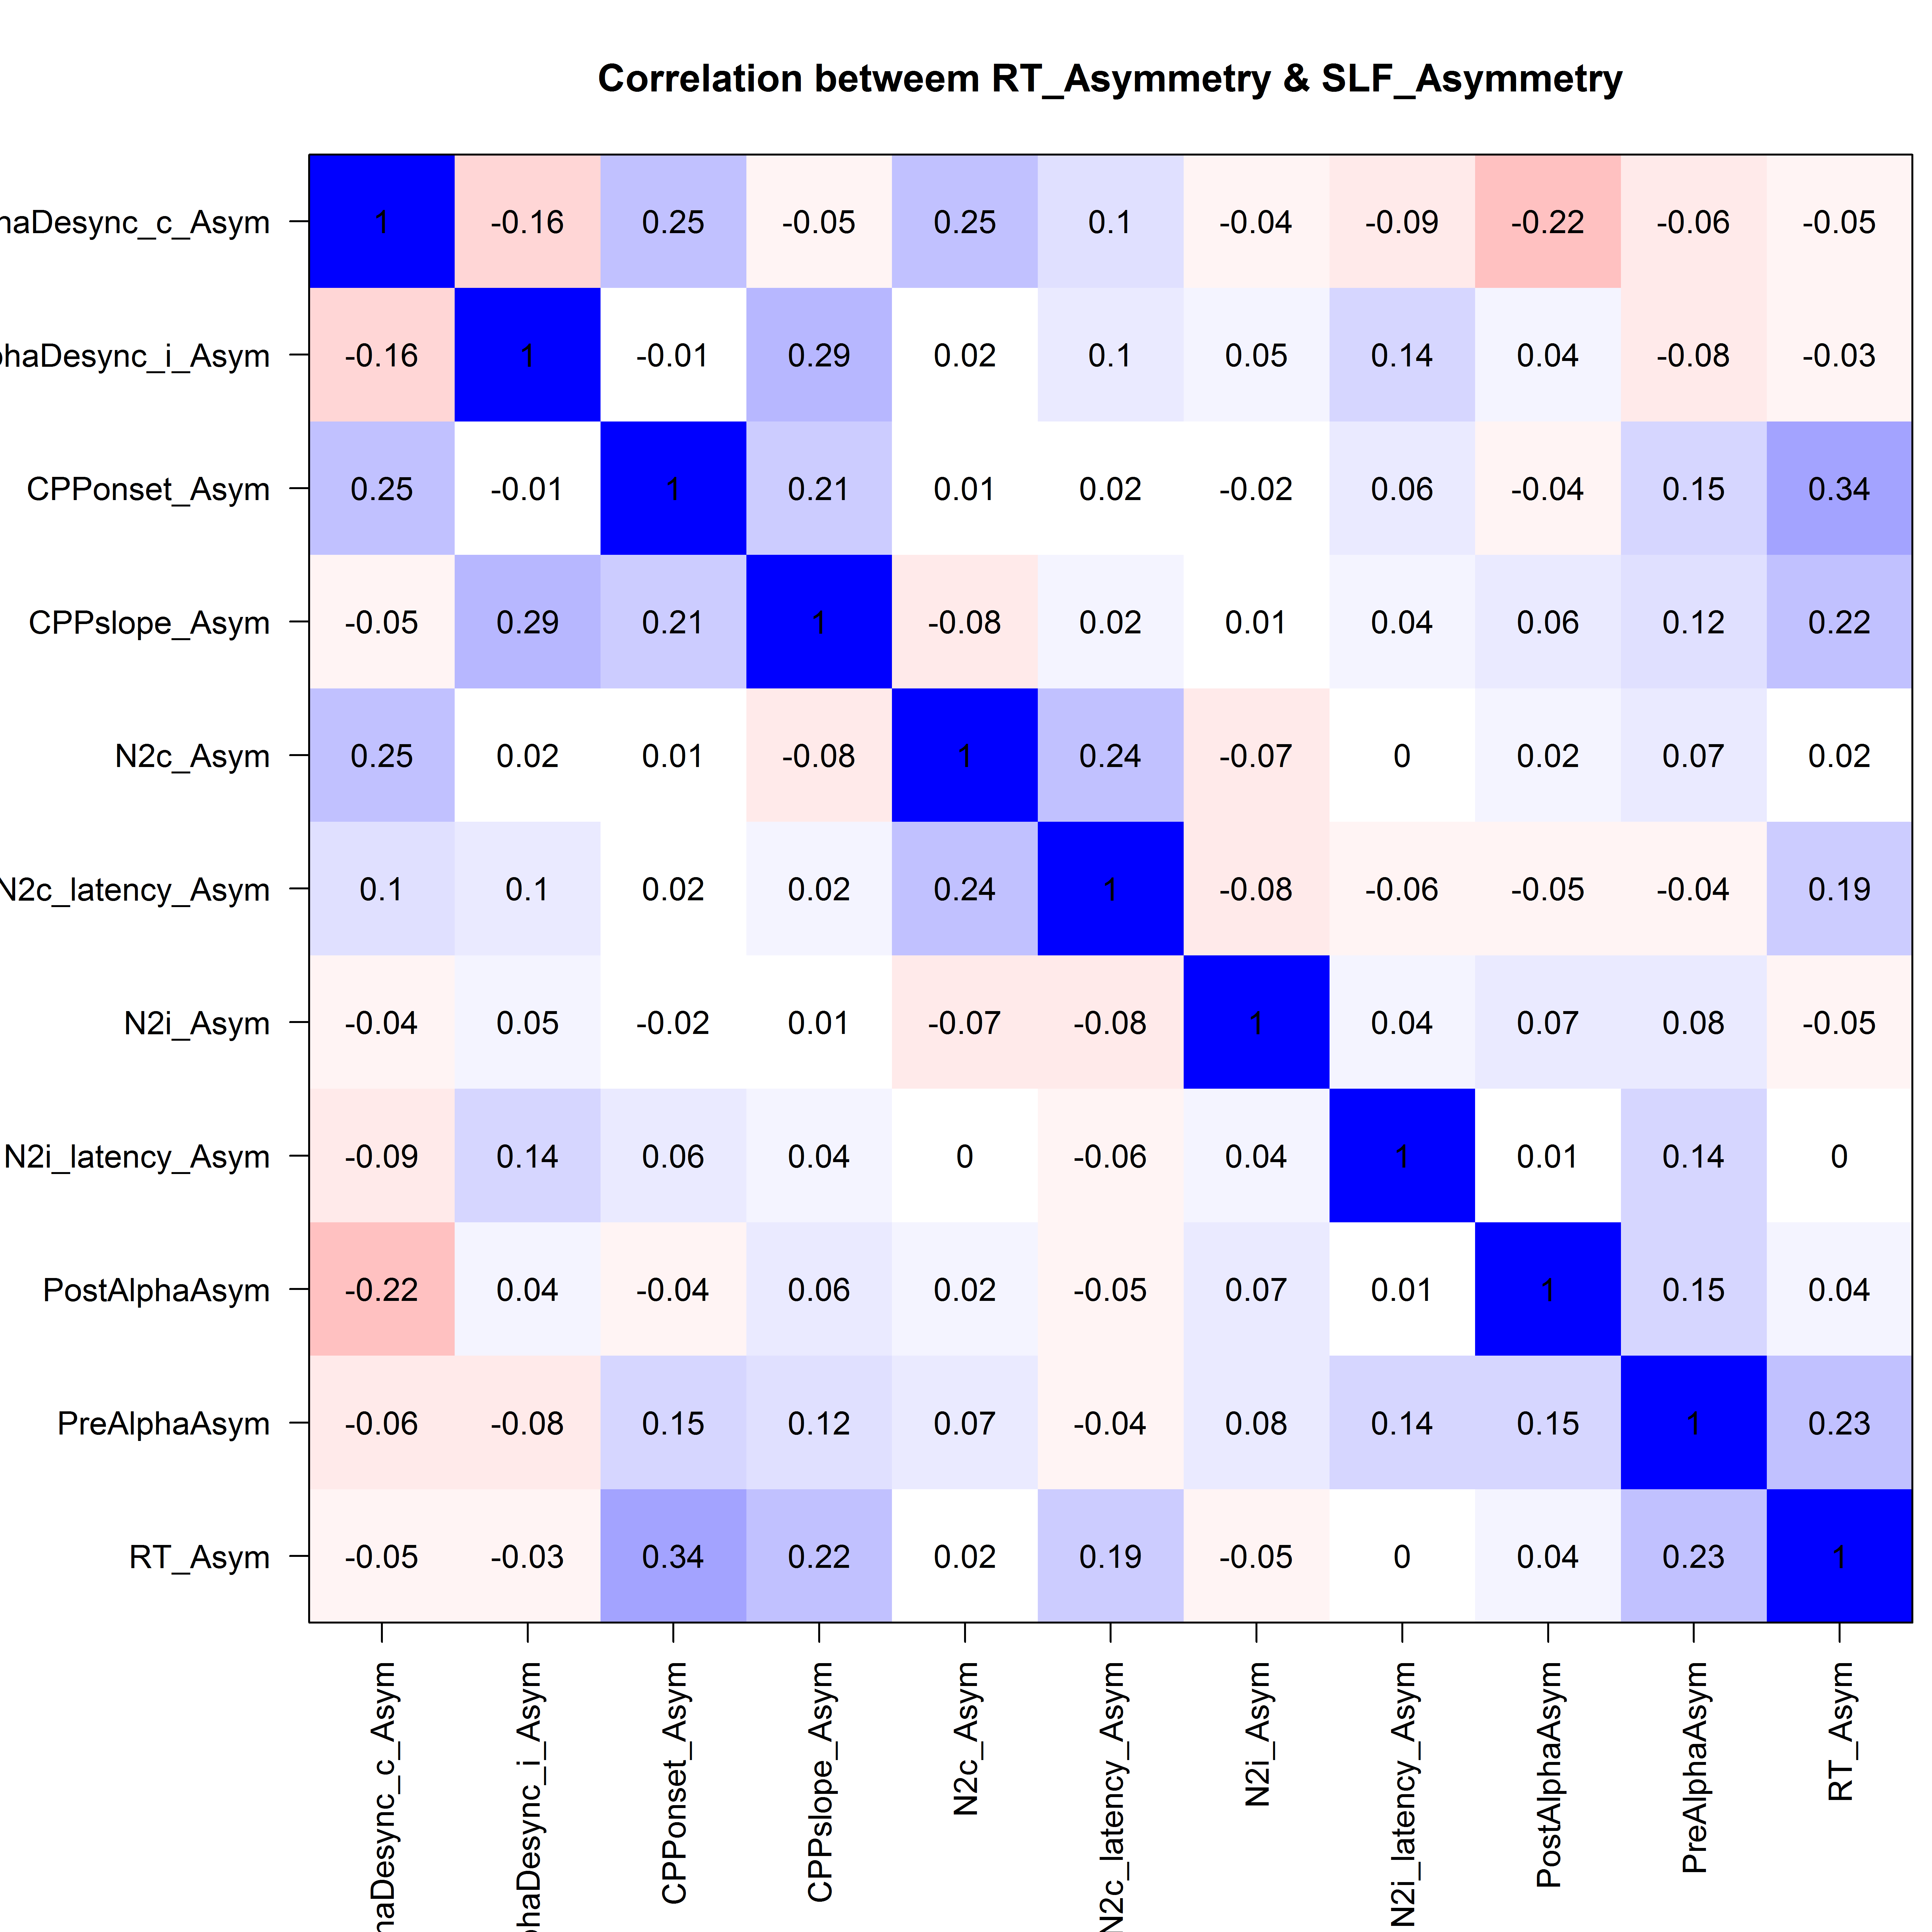 Correlation betweem RT_Asymmetry & SLF_Asymmetry
haDesync_c_Asym 1 -0.16 0.25 -0.05 0.25 0.1 -0.04 -0.09 -0.22 -0.06 -0.05
phaDesync_i_Asym -0.16 1 -0.01 0.29 0.02 0.1 0.05 0.14 0.04 -0.08 -0.03
CPPonset_Asym 0.25 -0.01 1 0.21 0.01 0.02 -0.02 0.06 -0.04 0.15 0.34
CPPslope_Asym -0.05 0.29 0.21 1 -0.08 0.02 0.01 0.04 0.06 0.12 0.22
N2c_Asym 0.25 0.02 0.01 -0.08 1 0.24 -0.07 0 0.02 0.07 0.02
N2c_latency_Asym 0.1 0.1 0.02 0.02 0.24 1 -0.08 -0.06 -0.05 -0.04 0.19
N2i_Asym -0.04 0.05 -0.02 0.01 -0.07 -0.08 1 0.04 0.07 0.08 -0.05
N2i_latency_Asym -0.09 0.14 0.06 0.04 0 -0.06 0.04 1 0.01 0.14 0
PostAlphaAsym -0.22 0.04 -0.04 0.06 0.02 -0.05 0.07 0.01 1 0.15 0.04
PreAlphaAsym -0.06 -0.08 0.15 0.12 0.07 -0.04 0.08 0.14 0.15 1 0.23
RT_Asym -0.05 -0.03 0.34 0.22 0.02 0.19 -0.05 0 0.04 0.23 1
haDesync_c_Asym
phaDesync_i_Asym
CPPonset_Asym
CPPslope_Asym
N2c_Asym
N2c_latency_Asym
N2i_Asym
N2i_latency_Asym
PostAlphaAsym
PreAlphaAsym
RT_Asym